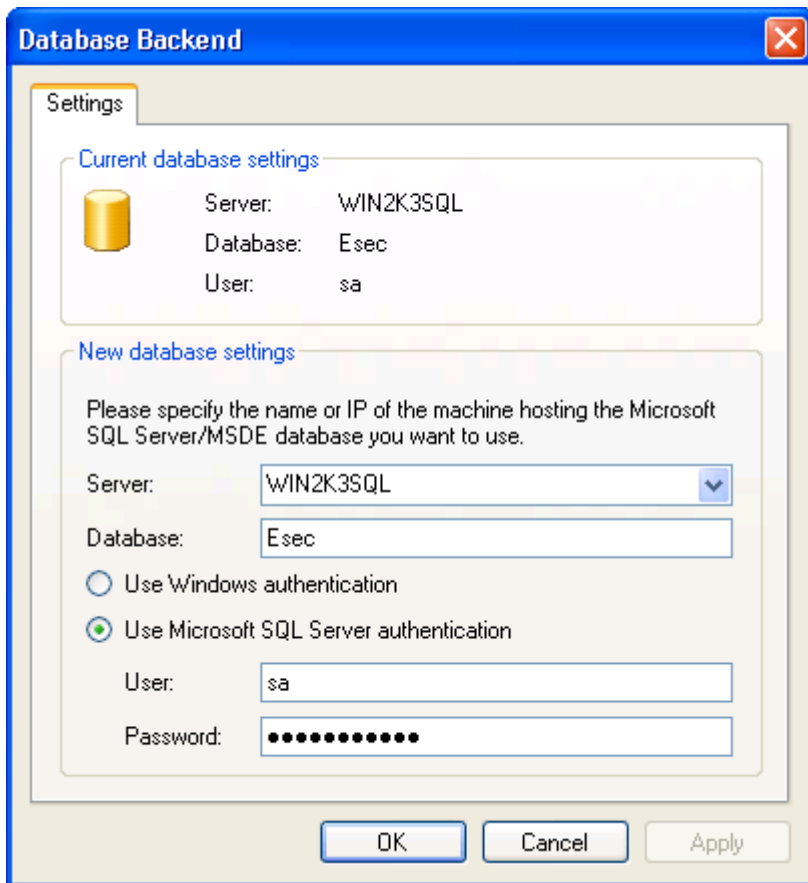 Database Backend
Settings
Current database settings
Server: WIN2K3SQL
Database: Esec
User: sa
New database settings
Please specify the name or IP of the machine hosting the Microsoft
SQL Server/MSDE database you want to use.
Server: WIN2K3SQL
Database: Esec
Use Windows authentication
Use Microsoft SQL Server authentication
User: sa
Password: ●●●●●●●●●●●
OK Cancel Apply